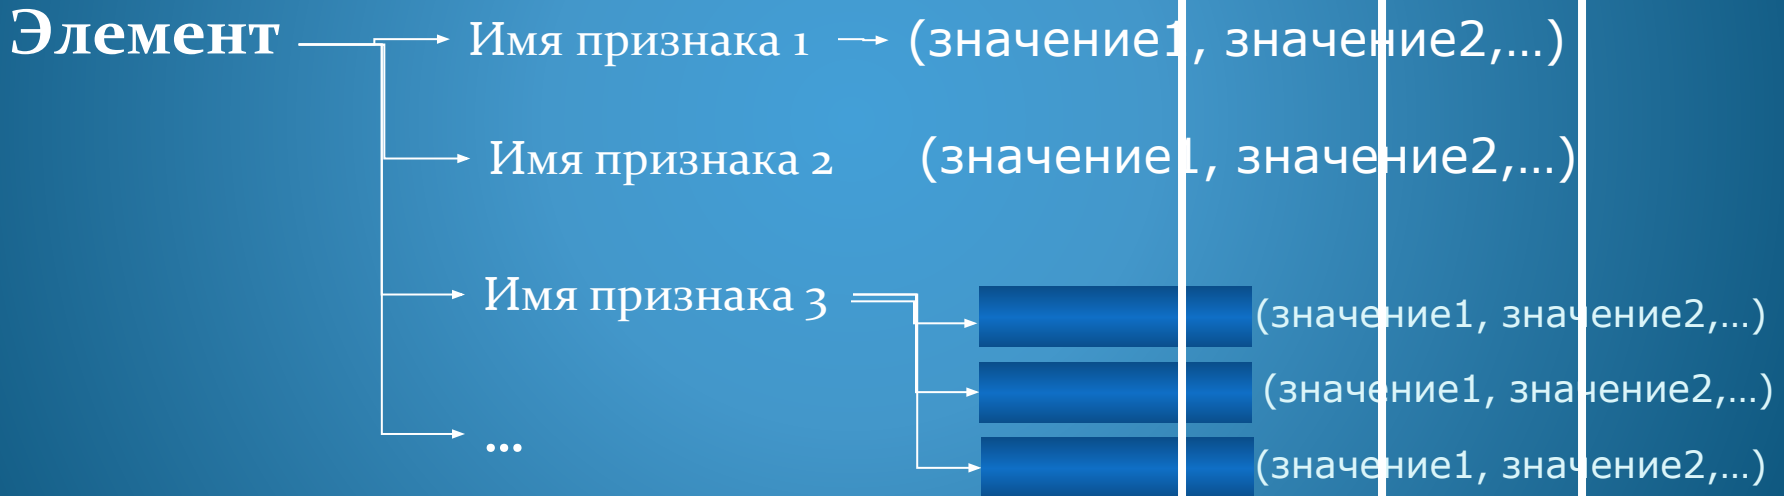 Элемент Имя признака 1 (значение1, значение2,...)
Имя признака 2 (значение1, значение2,...)
Имя признака 3 (значение1, значение2,...)
(значение1, значение2,...)
... (значение1, значение2,...)